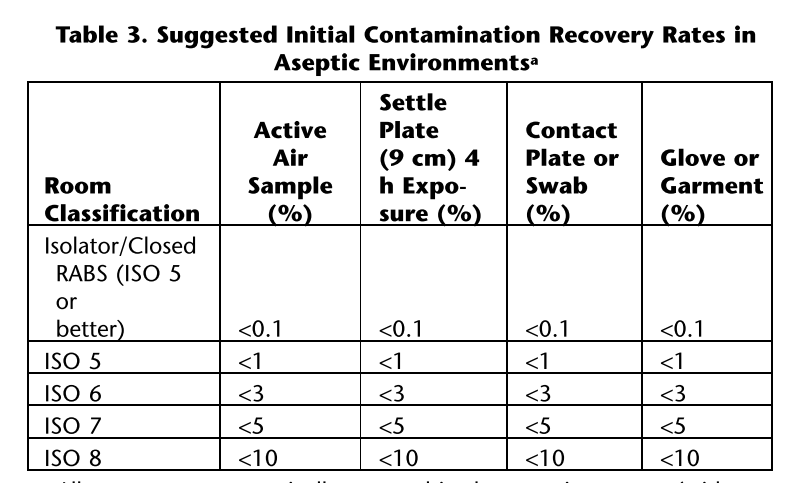 Table 3. Suggested Initial Contamination Recovery Rates in
Aseptic Environmentsᵃ
Room
Classification
Active
Air
Sample
(%)
Settle
Plate
(9 cm) 4
h Expo-
sure (%)
Contact
Plate or
Swab
(%)
Glove or
Garment
(%)
Isolator/Closed
RABS (ISO 5
or
better)
<0.1
<0.1
<0.1
<0.1
ISO 5
<1
<1
<1
<1
ISO 6
<3
<3
<3
<3
ISO 7
<5
<5
<5
<5
ISO 8
<10
<10
<10
<10